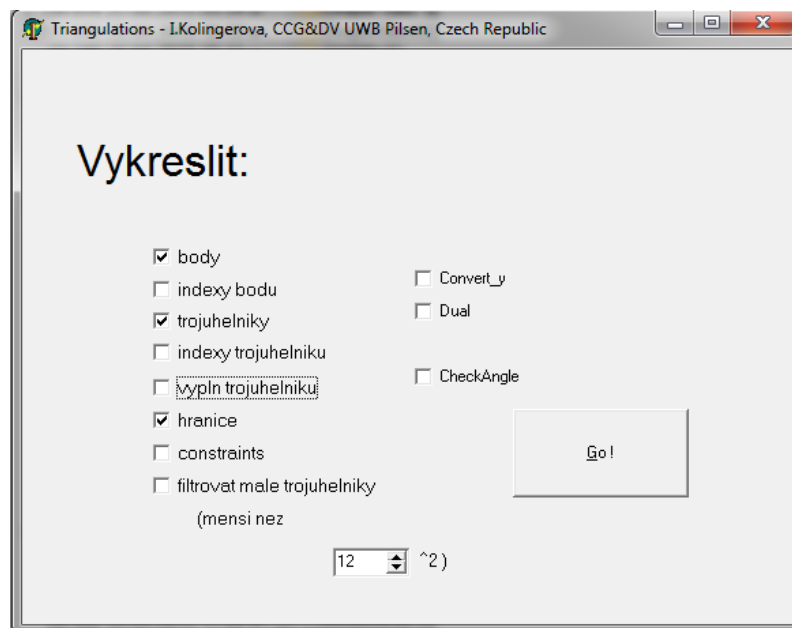 Triangulations - I.Kolingerova, CCG&DV UWB Pilsen, Czech Republic
Vykreslit:
body
indexy bodu
trojuhelniky
indexy trojuhelniku
vypln trojuhelniku
hranice
constraints
filtrovat male trojuhelniky
(mensi nez
12 ^2 )
Convert_y
Dual
CheckAngle
Go !